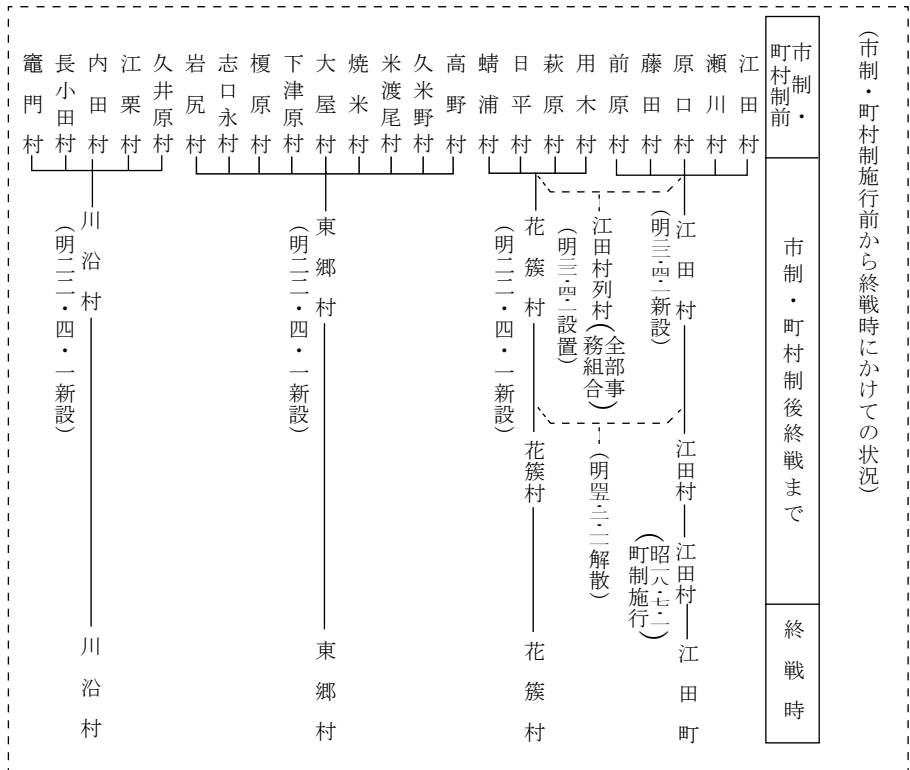 （市制・町村制施行前から終戦時にかけての状況）
市制・町村制前
市制・町村制後終戦まで
終戦時
江田村
瀬川村
原口村
藤田村
前原村
江田村
（明二二・四・一新設）
江田村
江田村
（昭一八・七・一町制施行）
江田町
江田村列村（全部事務組合）
（明二二・四・一設置）
（明四五・二・二一解散）
用木村
萩原村
日平村
蜻浦村
花簇村
（明二二・四・一新設）
花簇村
花簇村
高野村
久米野村
米渡尾村
焼米村
大屋村
下津原村
榎原村
志口永村
岩尻村
東郷村
（明二二・四・一新設）
東郷村
久井原村
江栗村
内田村
長小田村
竈門村
川沿村
（明二二・四・一新設）
川沿村